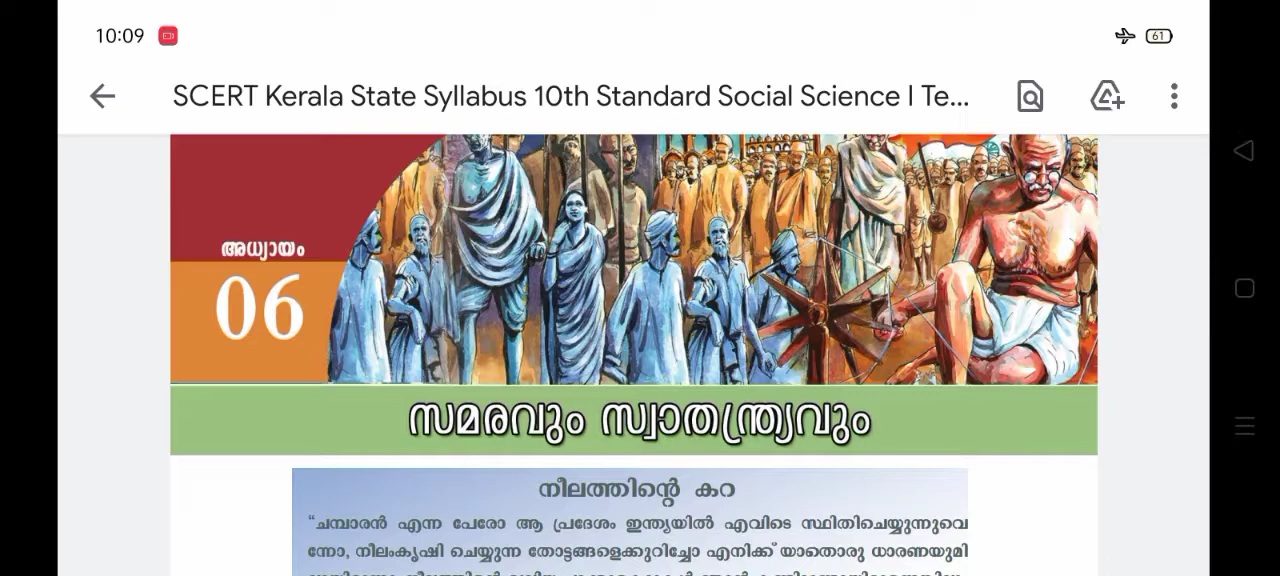 10:09
61
SCERT Kerala State Syllabus 10th Standard Social Science I Te...
അധ്യായം
06
സമരവും സ്വാതന്ത്ര്യവും
നീലത്തിന്റെ കറ
“ചമ്പാരൻ എന്ന പേരോ ആ പ്രദേശം ഇന്ത്യയിൽ എവിടെ സ്ഥിതിചെയ്യുന്നുവെ
ന്നോ, നീലംകൃഷി ചെയ്യുന്ന തോട്ടങ്ങളെക്കുറിച്ചോ എനിക്ക് യാതൊരു ധാരണയുമി